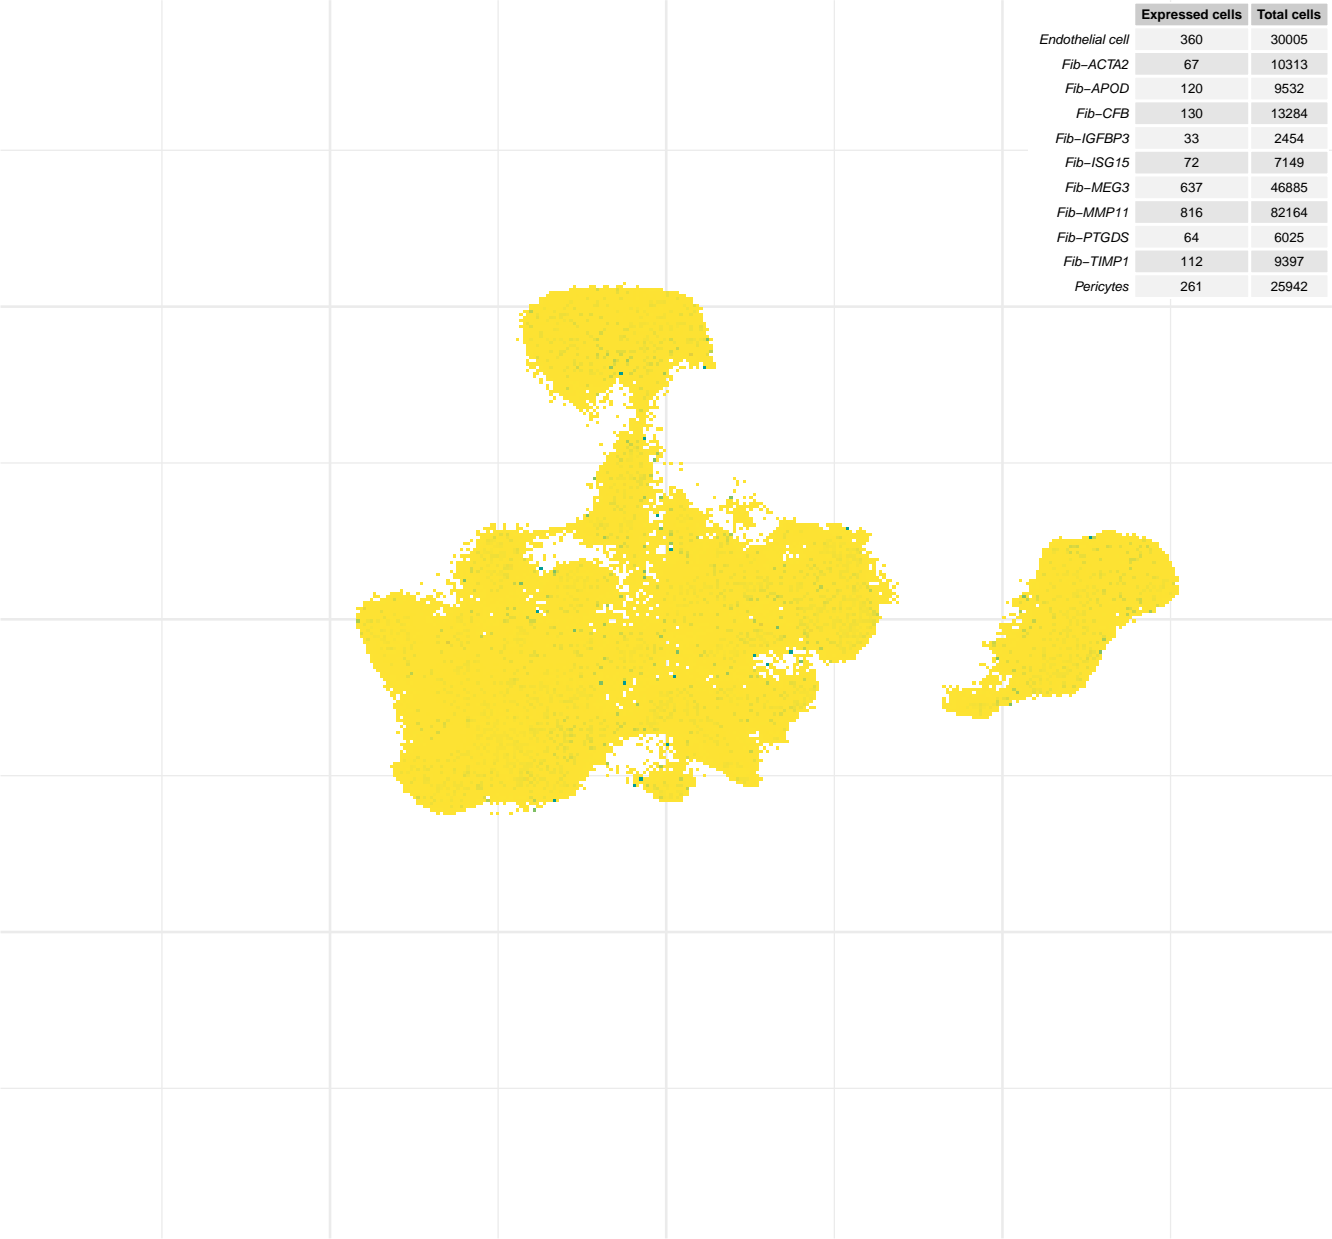 Expressed cells Total cells
Endothelial cell 360 30005
Fib−ACTA2 67 10313
Fib−APOD 120 9532
Fib−CFB 130 13284
Fib−IGFBP3 33 2454
Fib−ISG15 72 7149
Fib−MEG3 637 46885
Fib−MMP11 816 82164
Fib−PTGDS 64 6025
Fib−TIMP1 112 9397
Pericytes 261 25942